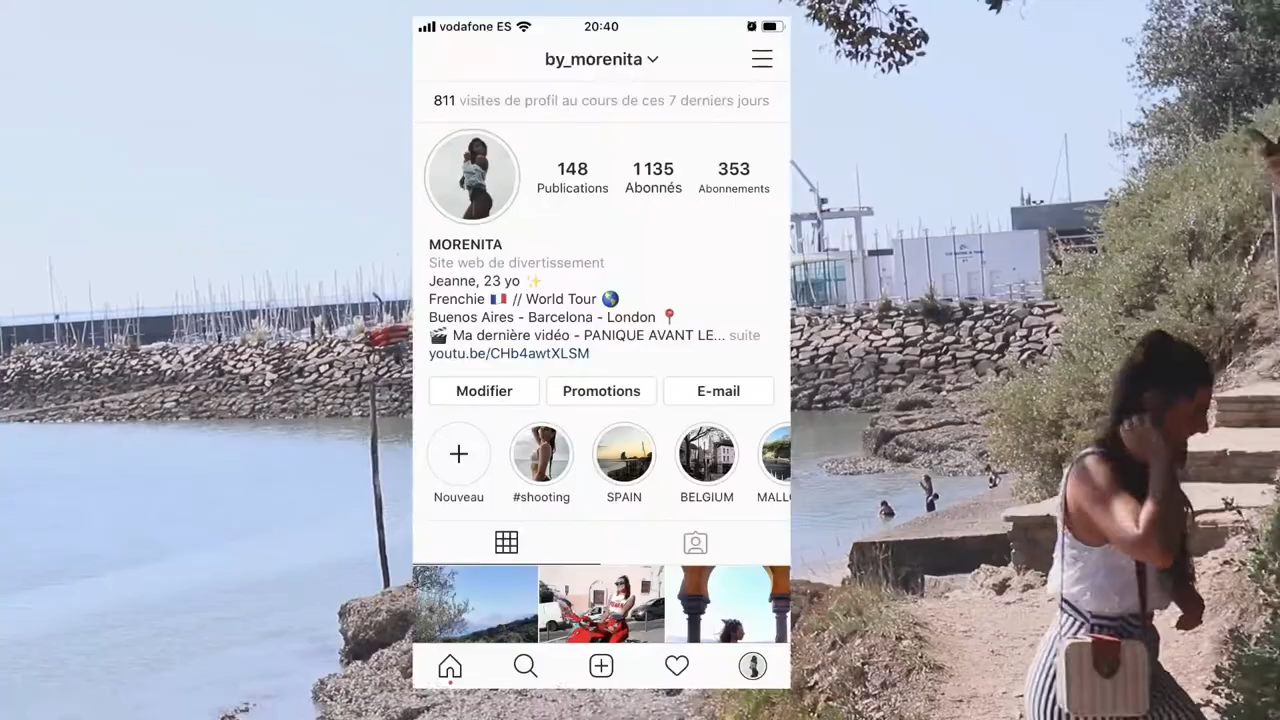 vodafone ES 20:40
by_morenita
811 visites de profil au cours de ces 7 derniers jours
148 1 135 353
Publications Abonnés Abonnements
MORENITA
Site web de divertissement
Jeanne, 23 yo ✨
Frenchie 🇫🇷 // World Tour 🌎
Buenos Aires - Barcelona - London 📍
🎬 Ma dernière vidéo - PANIQUE AVANT LE... suite
youtu.be/CHb4awtXLSM
Modifier Promotions E-mail
Nouveau #shooting SPAIN BELGIUM MALLO